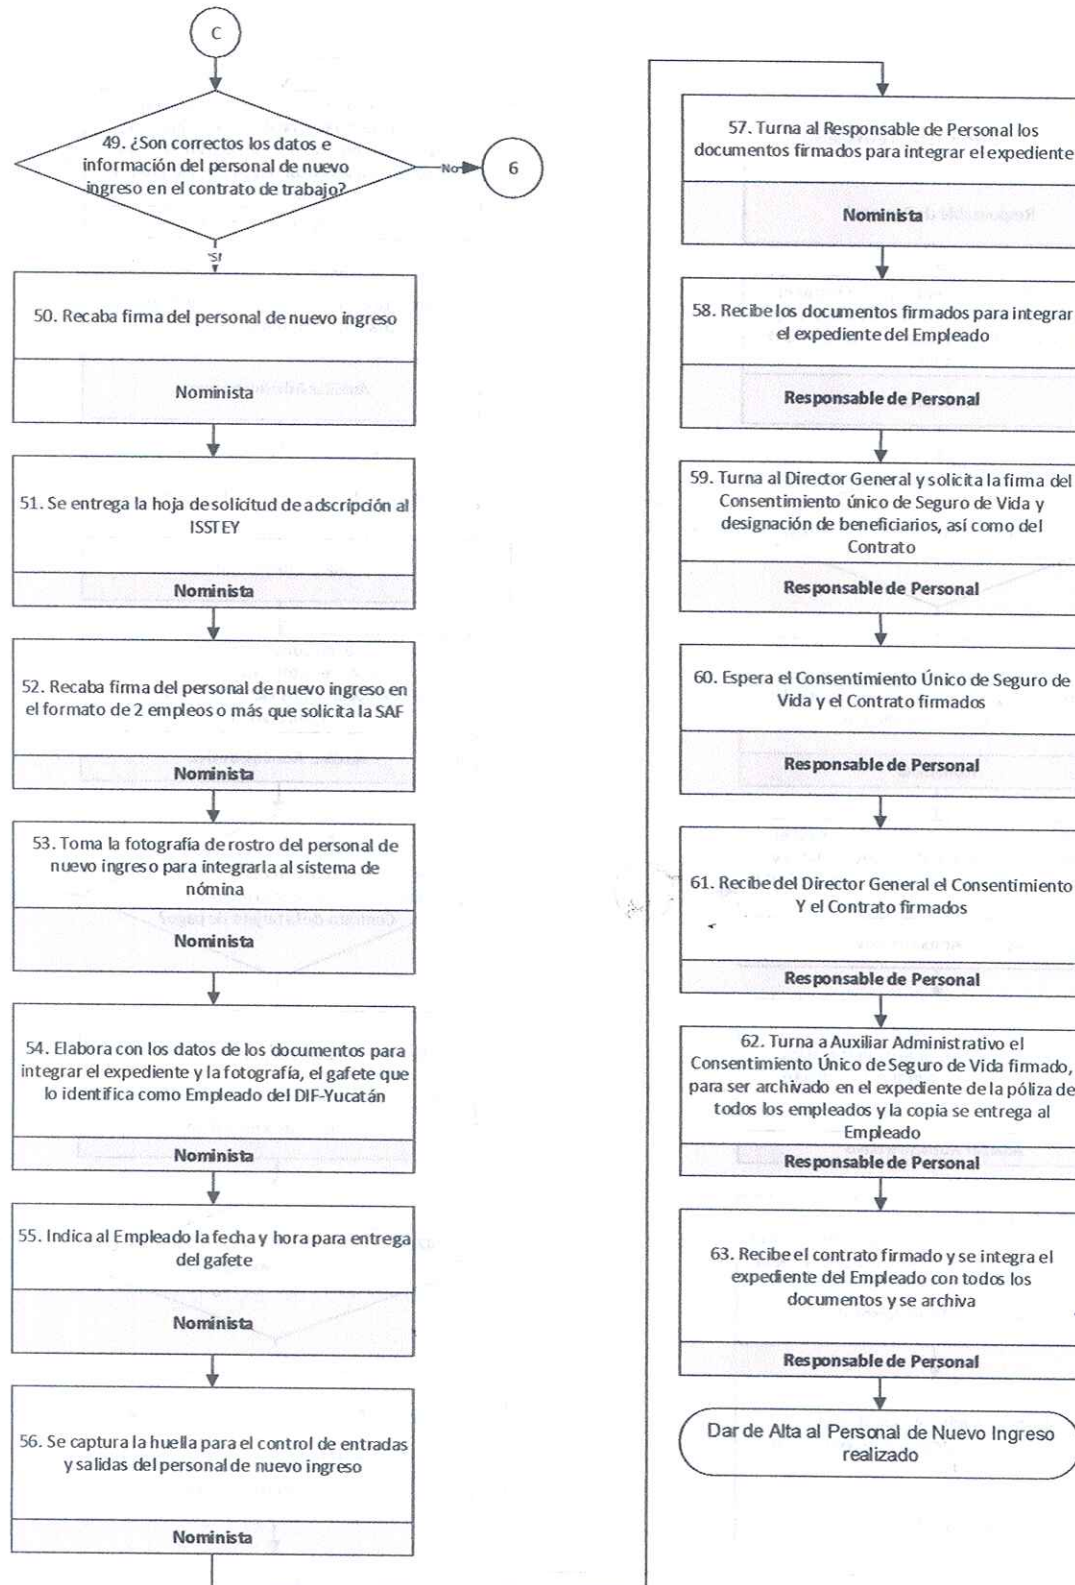 C
49. ¿Son correctos los datos e
información del personal de nuevo
ingreso en el contrato de trabajo?
No
6
SI
50. Recaba firma del personal de nuevo ingreso
Nominista
51. Se entrega la hoja de solicitud de adscripción al
ISSTEY
Nominista
52. Recaba firma del personal de nuevo ingreso en
el formato de 2 empleos o más que solicita la SAF
Nominista
53. Toma la fotografía de rostro del personal de
nuevo ingreso para integrarla al sistema de
nómina
Nominista
54. Elabora con los datos de los documentos para
integrar el expediente y la fotografía, el gafete que
lo identifica como Empleado del DIF-Yucatán
Nominista
55. Indica al Empleado la fecha y hora para entrega
del gafete
Nominista
56. Se captura la huella para el control de entradas
y salidas del personal de nuevo ingreso
Nominista
57. Turna al Responsable de Personal los
documentos firmados para integrar el expediente
Nominista
58. Recibe los documentos firmados para integrar
el expediente del Empleado
Responsable de Personal
59. Turna al Director General y solicita la firma del
Consentimiento único de Seguro de Vida y
designación de beneficiarios, así como del
Contrato
Responsable de Personal
60. Espera el Consentimiento Único de Seguro de
Vida y el Contrato firmados
Responsable de Personal
61. Recibe del Director General el Consentimiento
Y el Contrato firmados
Responsable de Personal
62. Turna a Auxiliar Administrativo el
Consentimiento Único de Seguro de Vida firmado,
para ser archivado en el expediente de la póliza de
todos los empleados y la copia se entrega al
Empleado
Responsable de Personal
63. Recibe el contrato firmado y se integra el
expediente del Empleado con todos los
documentos y se archiva
Responsable de Personal
Dar de Alta al Personal de Nuevo Ingreso
realizado